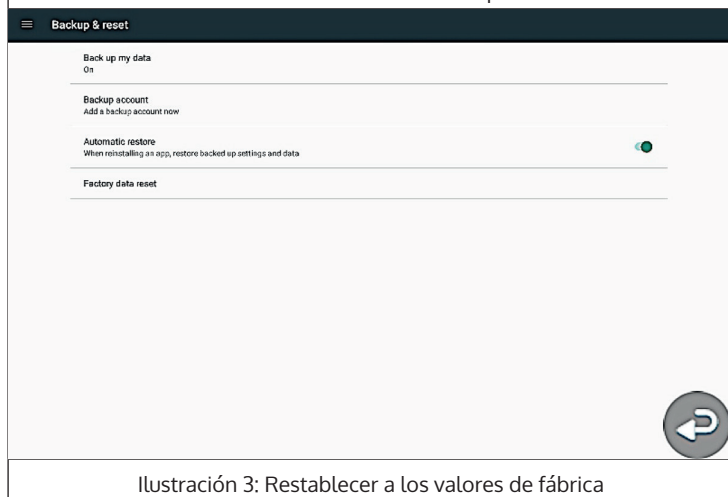 Backup & reset
Back up my data
On
Backup account
Add a backup account now
Automatic restore
When reinstalling an app, restore backed up settings and data
Factory data reset
Ilustración 3: Restablecer a los valores de fábrica